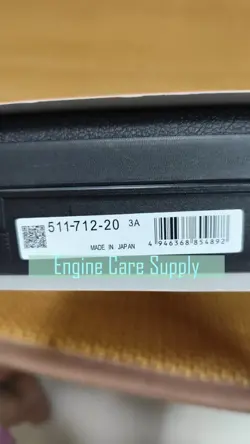 511-712-20 3A
MADE IN JAPAN
4 946368 854892
Engine Care Supply